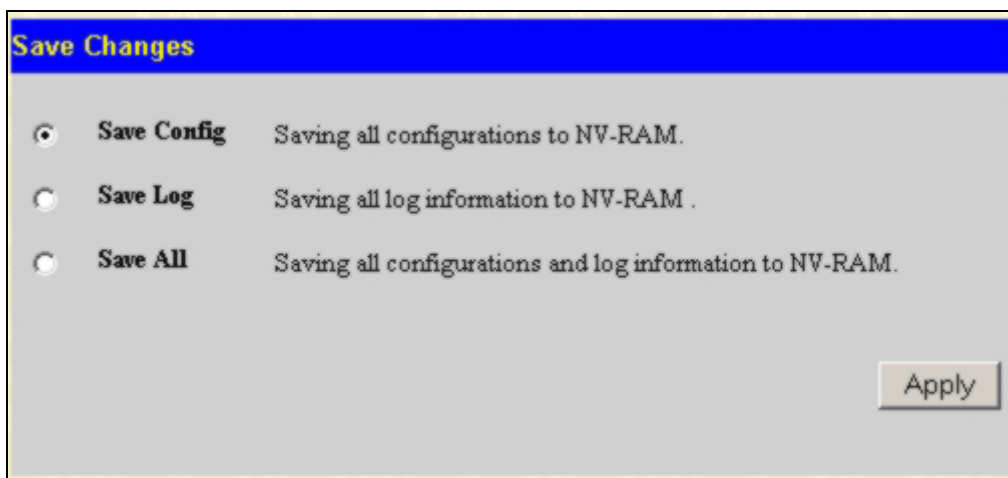 Save Changes
Save Config Saving all configurations to NV-RAM.
Save Log Saving all log information to NV-RAM .
Save All Saving all configurations and log information to NV-RAM.
Apply